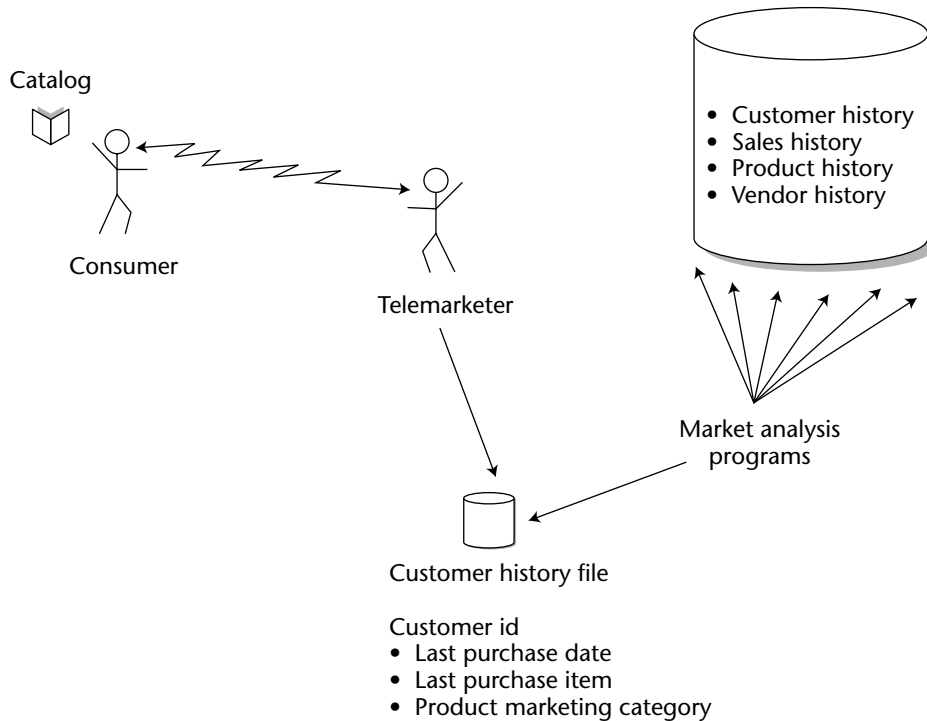 Catalog
Consumer
Telemarketer
• Customer history
• Sales history
• Product history
• Vendor history
Market analysis
programs
Customer history file
Customer id
• Last purchase date
• Last purchase item
• Product marketing category